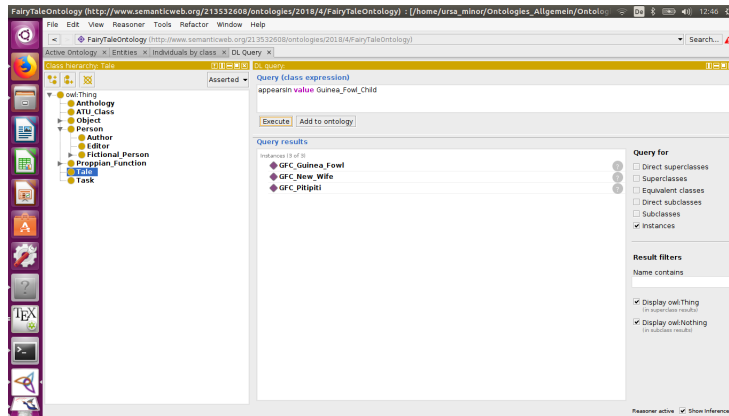 FairyTaleOntology (http://www.semanticweb.org/213532608/ontologies/2018/4/FairyTaleOntology) : [/home/ursa_minor/Ontologies_Allgemein/Ontolog
De
12:46
File Edit View Reasoner Tools Refactor Window Help
< > FairyTaleOntology (http://www.semanticweb.org/213532608/ontologies/2018/4/FairyTaleOntology)
Search...
Active Ontology × Entities × Individuals by class × DL Query ×
Class hierarchy: Tale
Asserted
owl:Thing
Anthology
ATU_Class
Object
Person
Author
Editor
Fictional_Person
Proppian_Function
Tale
Task
DL query:
Query (class expression)
appearsIn value Guinea_Fowl_Child
Execute Add to ontology
Query results
Instances (3 of 3)
GFC_Guinea_Fowl ?
GFC_New_Wife ?
GFC_Pitipiti ?
Query for
Direct superclasses
Superclasses
Equivalent classes
Direct subclasses
Subclasses
Instances
Result filters
Name contains
Display owl:Thing
(in superclass results)
Display owl:Nothing
(in subclass results)
Reasoner active Show Inference
TEX